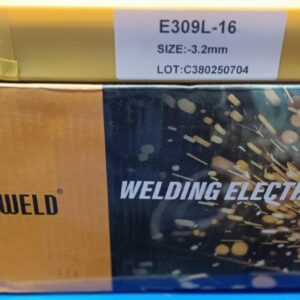 E309L-16
SIZE:-3.2mm
LOT:C380250704
WELD®
WELDING ELECT